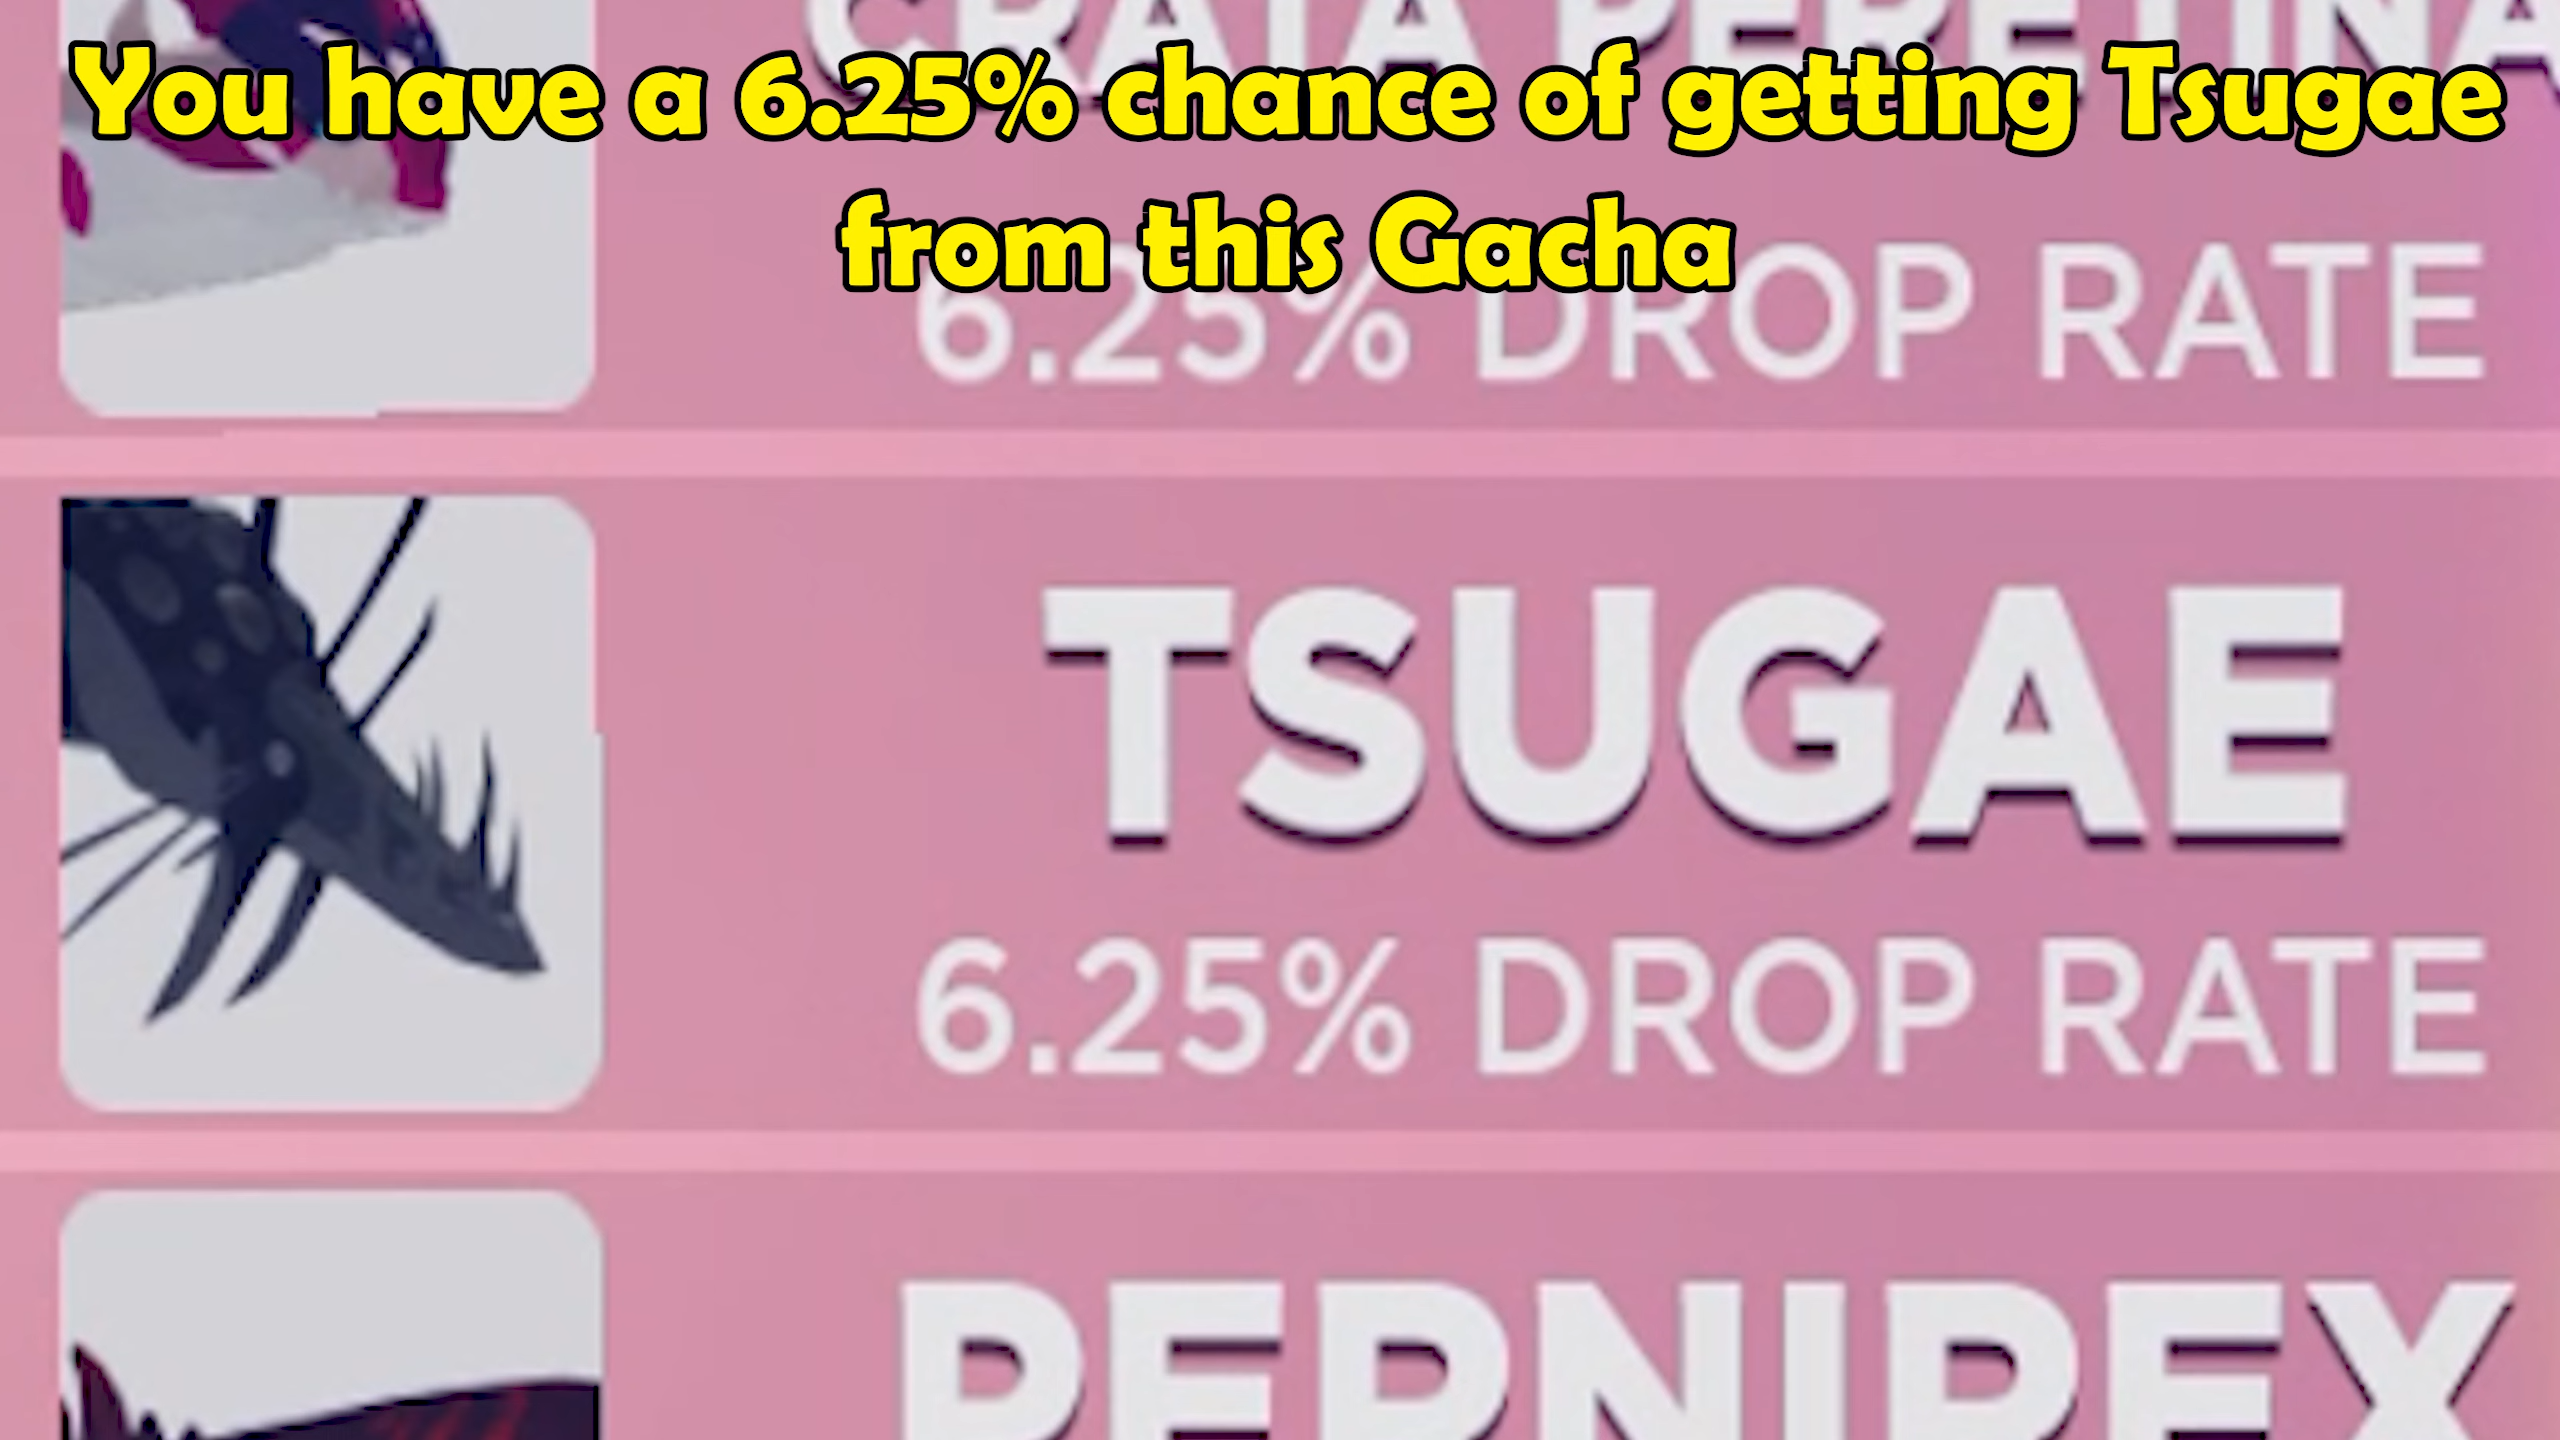 You have a 6.25% chance of getting Tsugae
from this Gacha
6.25% DROP RATE
TSUGAE
6.25% DROP RATE